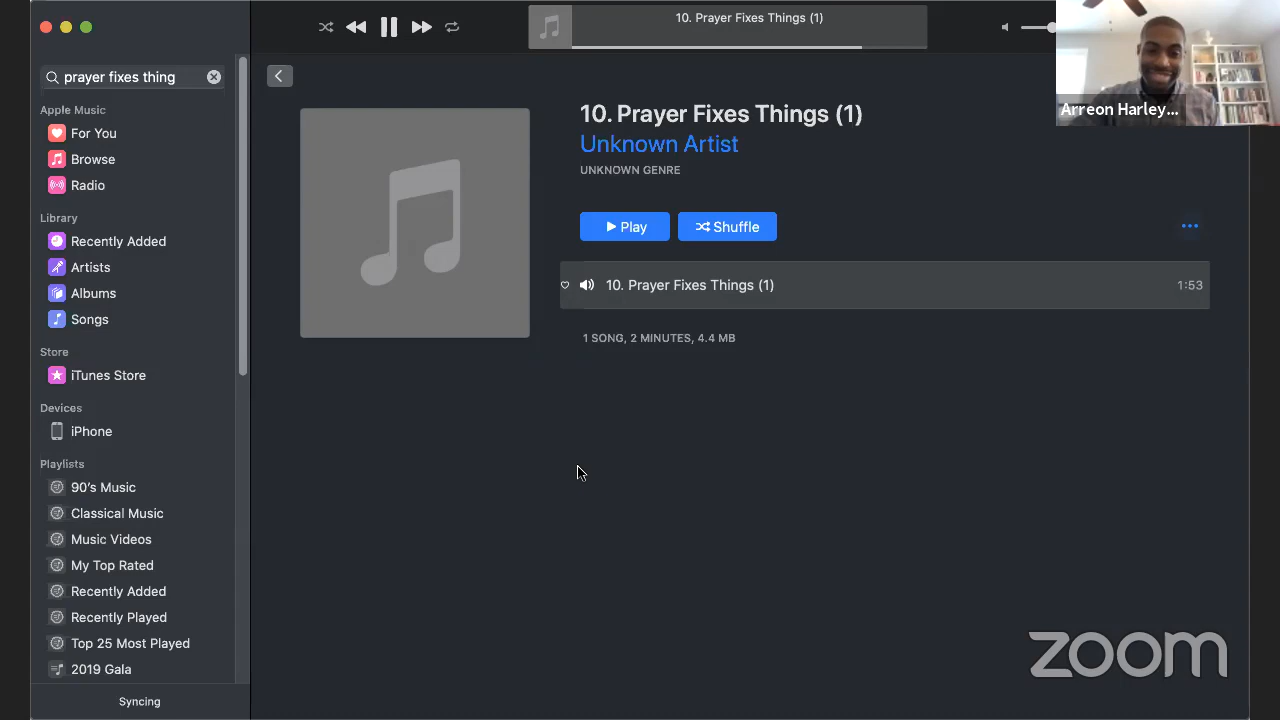 10. Prayer Fixes Things (1)
prayer fixes thing
Apple Music
For You
Browse
Radio
Library
Recently Added
Artists
Albums
Songs
Store
iTunes Store
Devices
iPhone
Playlists
90's Music
Classical Music
Music Videos
My Top Rated
Recently Added
Recently Played
Top 25 Most Played
2019 Gala
Syncing
10. Prayer Fixes Things (1)
Unknown Artist
UNKNOWN GENRE
Play Shuffle
10. Prayer Fixes Things (1) 1:53
1 SONG, 2 MINUTES, 4.4 MB
Arreon Harley...
zoom